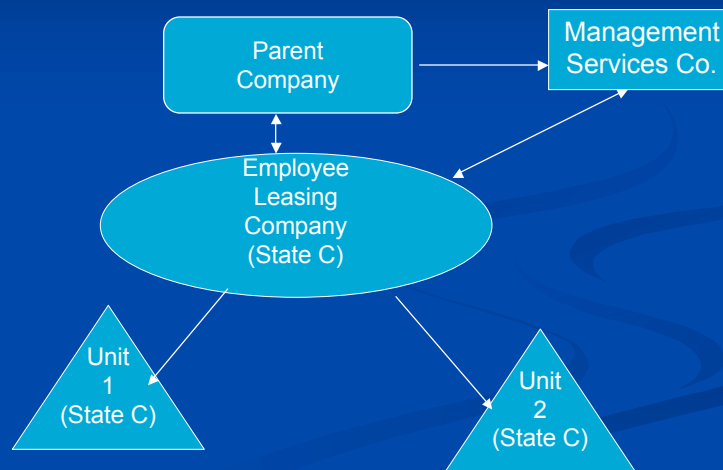 Parent
Company
Management
Services Co.
Employee
Leasing
Company
(State C)
Unit
1
(State C)
Unit
2
(State C)